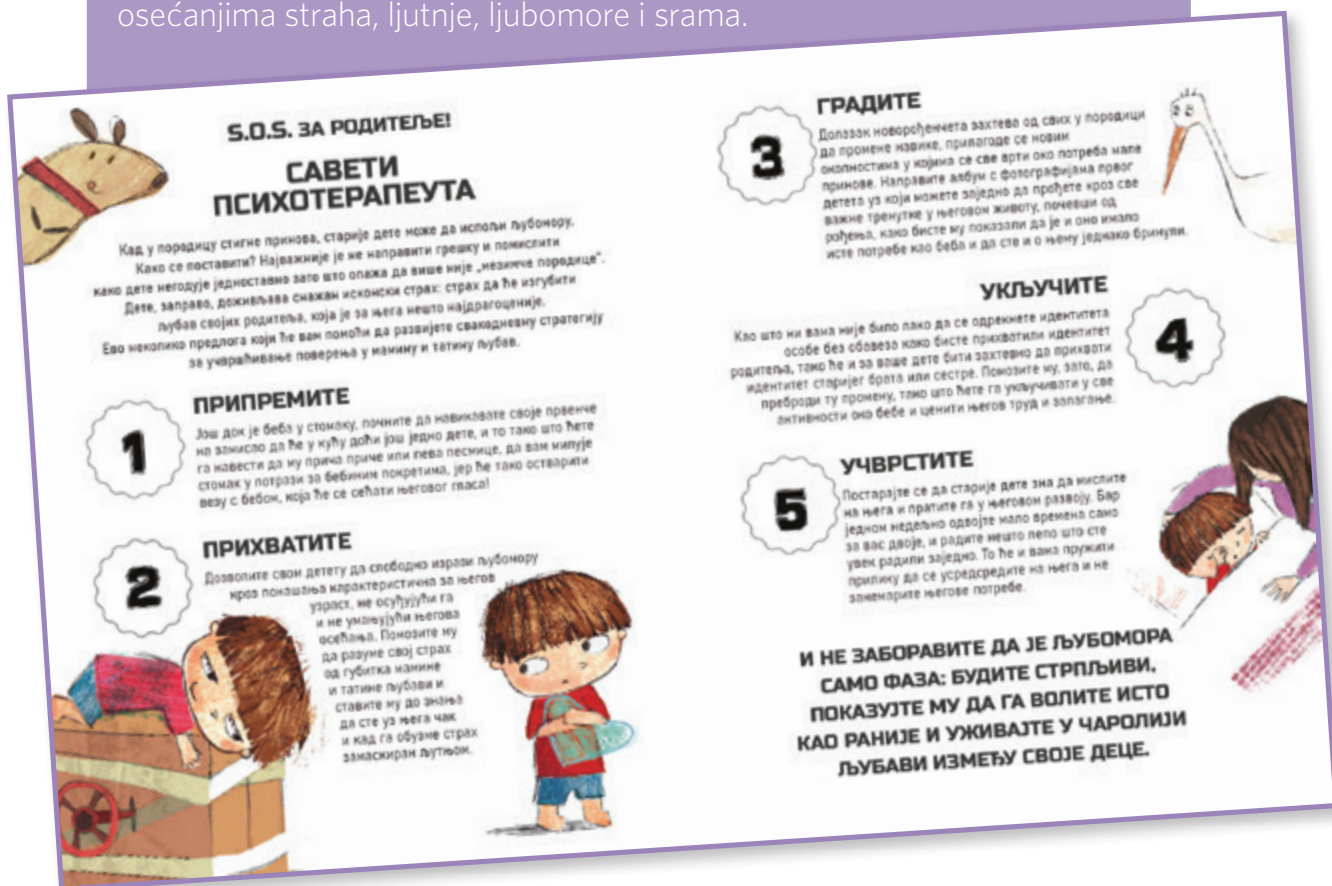 osećanjima straha, ljutnje, ljubomore i srama.
S.O.S. ЗА РОДИТЕЉЕ!
САВЕТИ
ПСИХОТЕРАПЕУТА
Кад у породицу стигне принова, старије дете може да испољи љубомору.
Како се поставити? Најважније је не направити грешку и помислити
како дете негодује једноставно зато што опажа да више није „мезимче породице“.
Дете, заправо, доживљава снажан исконски страх: страх да ће изгубити
љубав својих родитеља, која је за њега нешто најдрагоценије.
Ево неколико предлога који ће вам помоћи да развијете свакодневну стратегију
за учвршћивање поверења у мамину и татину љубав.
1
ПРИПРЕМИТЕ
Још док је беба у стомаку, почните да навикавате своје првенче
на замисао да ће у кућу доћи још једно дете, и то тако што ћете
га навести да му прича приче или пева песмице, да вам милује
стомак у потрази за бебиним покретима, јер ће тако остварити
везу с бебом, која ће се сећати његовог гласа!
2
ПРИХВАТИТЕ
Дозволите свом детету да слободно изрази љубомору
кроз понашања карактеристична за његов
узраст, не осуђујући га
и не умањујући његова
осећања. Помозите му
да разуме свој страх
од губитка мамине
и татине љубави и
ставите му до знања
да сте уз њега чак
и кад га обузме страх
замаскиран љутњом.
3
ГРАДИТЕ
Долазак новорођенчета захтева од свих у породици
да промене навике, прилагоде се новим
околностима у којима се све врти око потреба мале
принове. Направите албум с фотографијама првог
детета уз који можете заједно да прођете кроз све
важне тренутке у његовом животу, почевши од
рођења, како бисте му показали да је и оно имало
исте потребе као беба и да сте и о њему једнако бринули.
УКЉУЧИТЕ
4
Као што ни вама није било лако да се одрекнете идентитета
особе без обавеза како бисте прихватили идентитет
родитеља, тако ће и за ваше дете бити захтевно да прихвати
идентитет старијег брата или сестре. Помозите му, зато, да
преброди ту промену, тако што ћете га укључивати у све
активности око бебе и ценити његов труд и залагање.
5
УЧВРСТИТЕ
Постарајте се да старије дете зна да мислите
на њега и пратите га у његовом развоју. Бар
једном недељно одвојте мало времена само
за вас двоје, и радите нешто лепо што сте
увек радили заједно. То ће и вама пружити
прилику да се усредсредите на њега и не
занемарите његове потребе.
И НЕ ЗАБОРАВИТЕ ДА ЈЕ ЉУБОМОРА
САМО ФАЗА: БУДИТЕ СТРПЉИВИ,
ПОКАЗУЈТЕ МУ ДА ГА ВОЛИТЕ ИСТО
КАО РАНИЈЕ И УЖИВАЈТЕ У ЧАРОЛИЈИ
ЉУБАВИ ИЗМЕЂУ СВОЈЕ ДЕЦЕ.